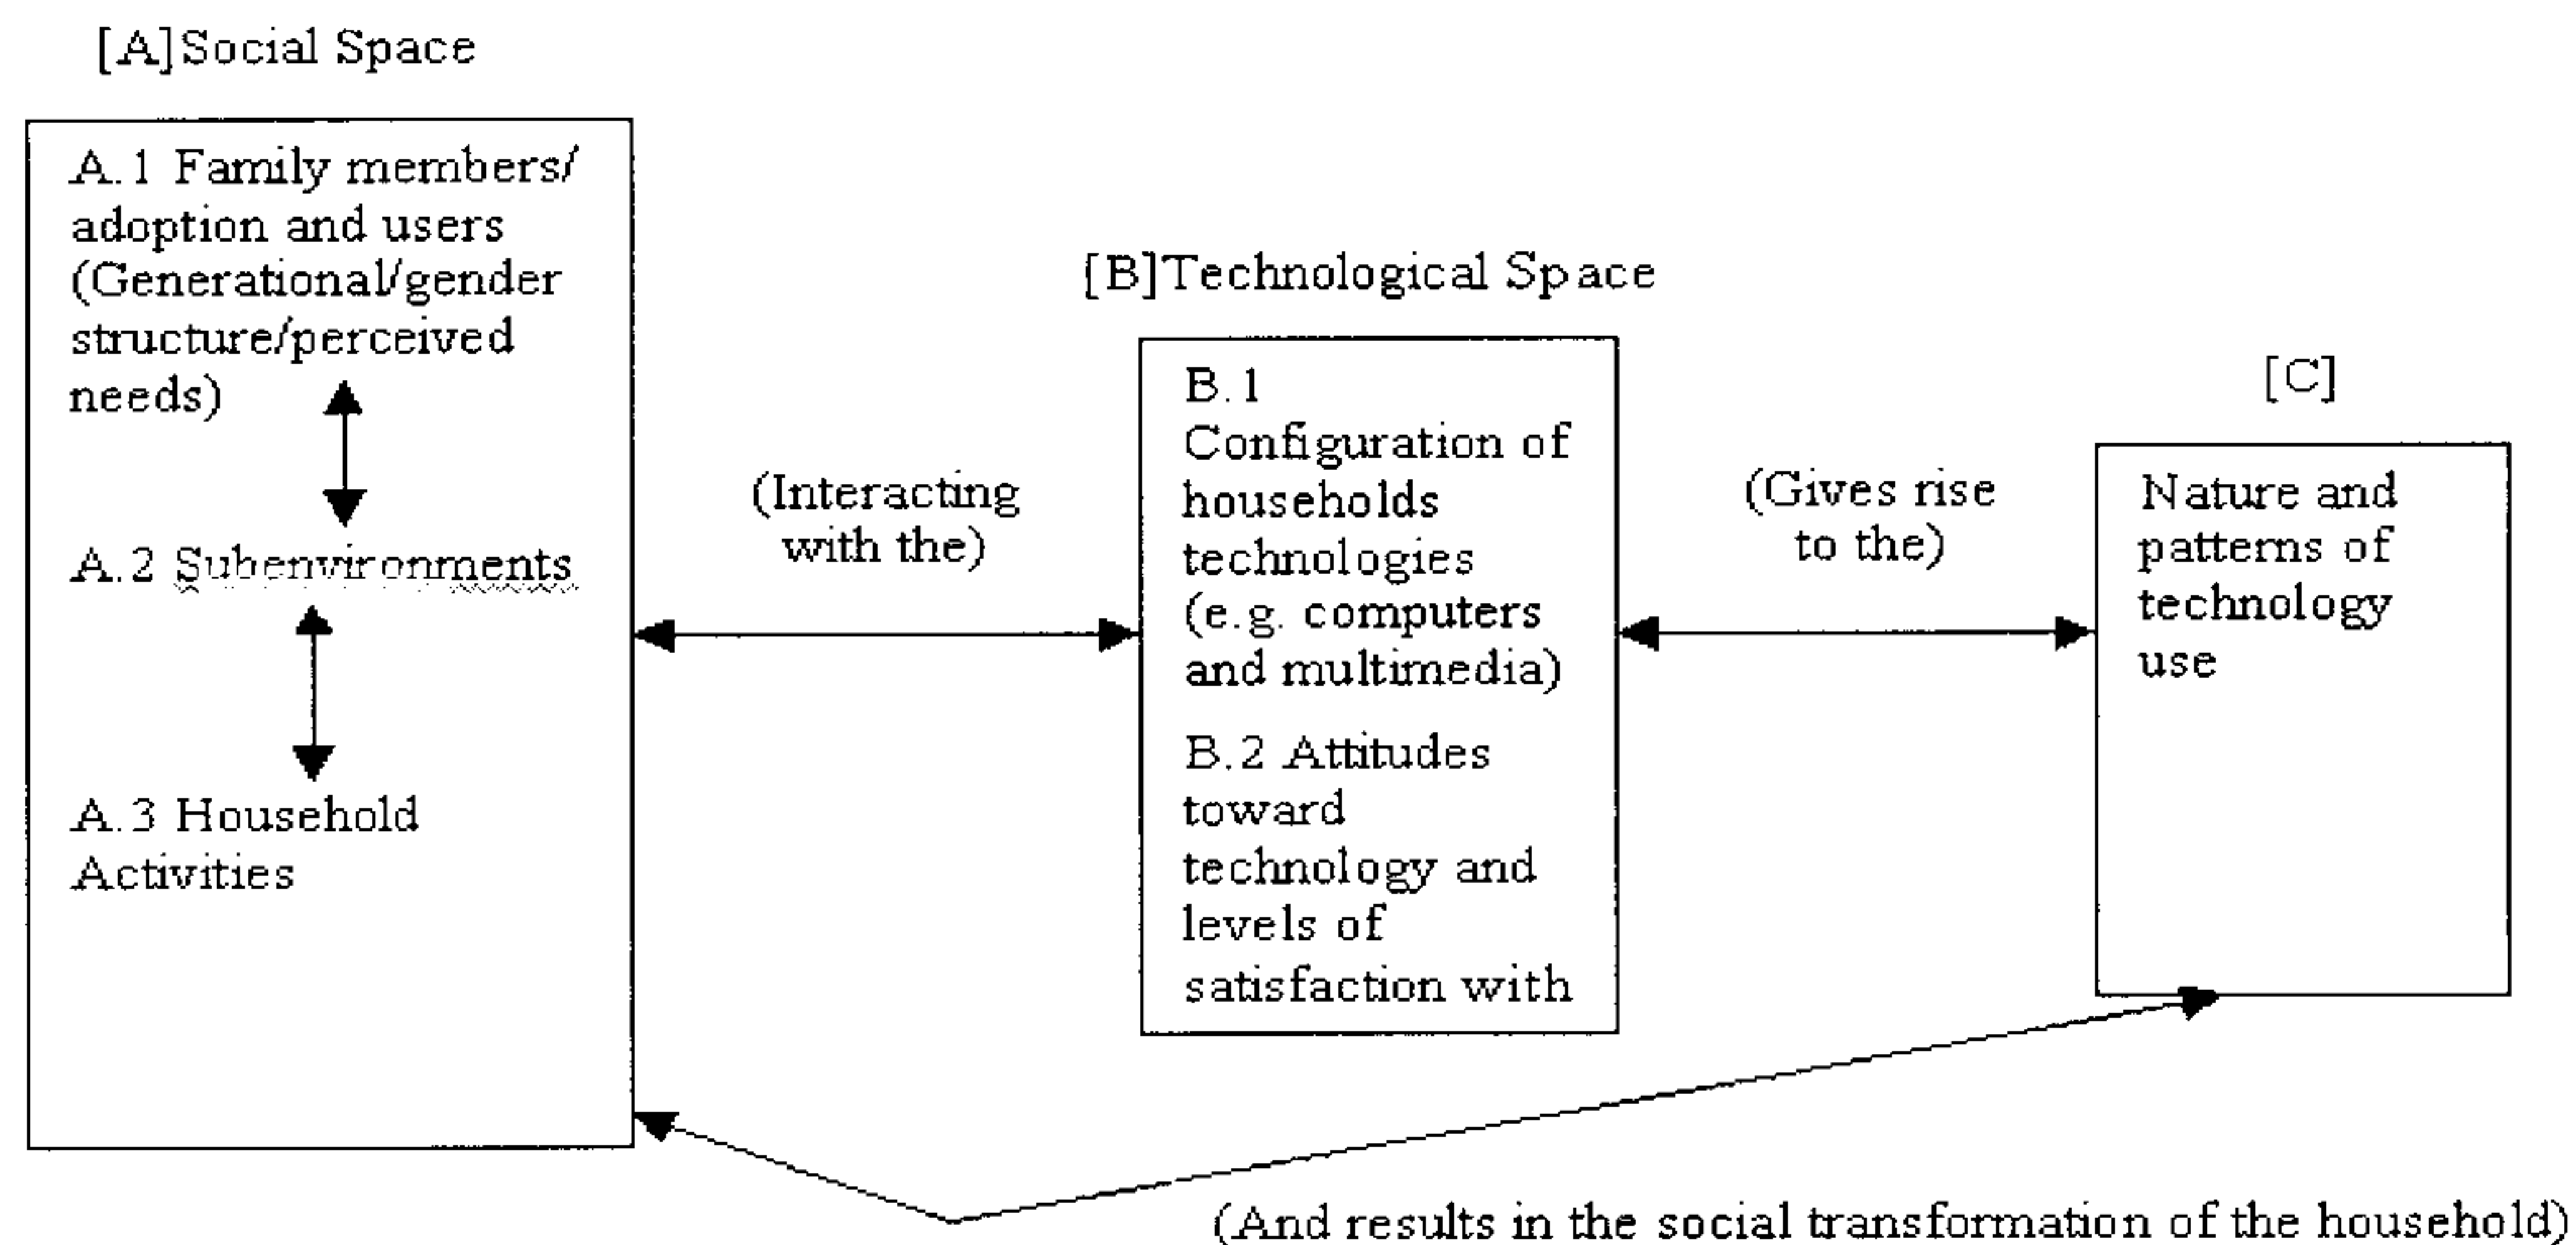 [A]Social Space
A.1 Family members/
adoption and users
(Generational/gender
structure/perceived
needs)
A.2 Subenvironments
A.3 Household
Activities
(Interacting
with the)
[B]Technological Space
B.1
Configuration of
households
technologies
(e.g. computers
and multimedia)
B.2 Attitudes
toward
technology and
levels of
satisfaction with
(Gives rise
to the)
[C]
Nature and
patterns of
technology
use
(And results in the social transformation of the household)